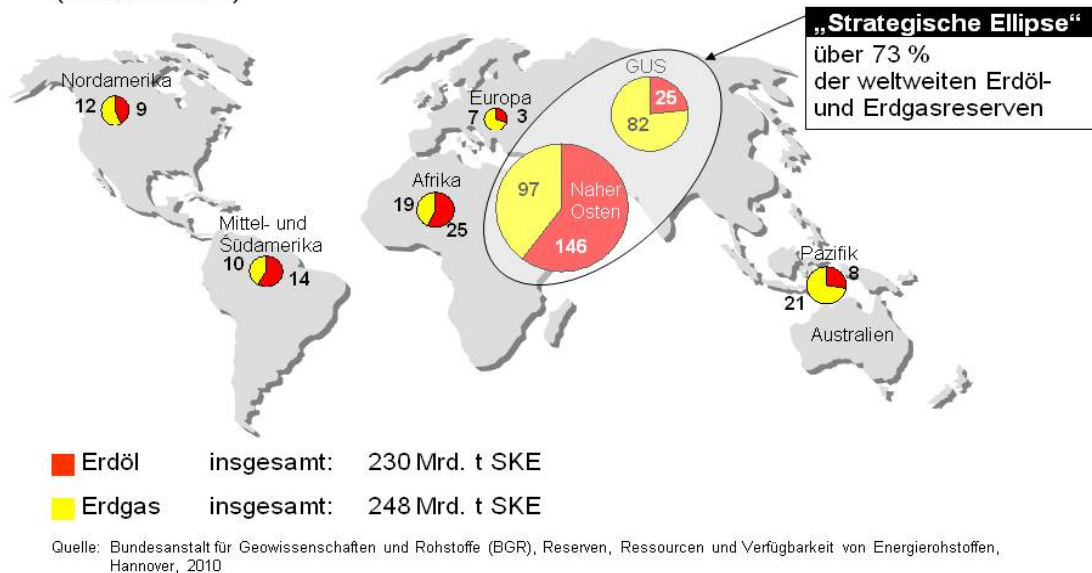 „Strategische Ellipse“
über 73 %
der weltweiten Erdöl-
und Erdgasreserven
Nordamerika
12 9
Europa
7 3
GUS
25
82
Afrika
19
25
97
Naher
Osten
146
Mittel- und
Südamerika
10 14
Pazifik
8
21
Australien
Erdöl insgesamt: 230 Mrd. t SKE
Erdgas insgesamt: 248 Mrd. t SKE
Quelle: Bundesanstalt für Geowissenschaften und Rohstoffe (BGR), Reserven, Ressourcen und Verfügbarkeit von Energierohstoffen,
Hannover, 2010